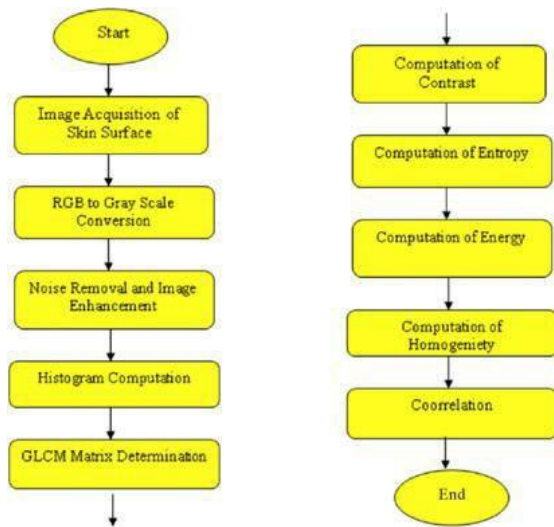 Start
Image Acquisition of
Skin Surface
RGB to Gray Scale
Conversion
Noise Removal and Image
Enhancement
Histogram Computation
GLCM Matrix Determination
Computation of
Contrast
Computation of Entropy
Computation of Energy
Computation of
Homogeniety
Coorrelation
End